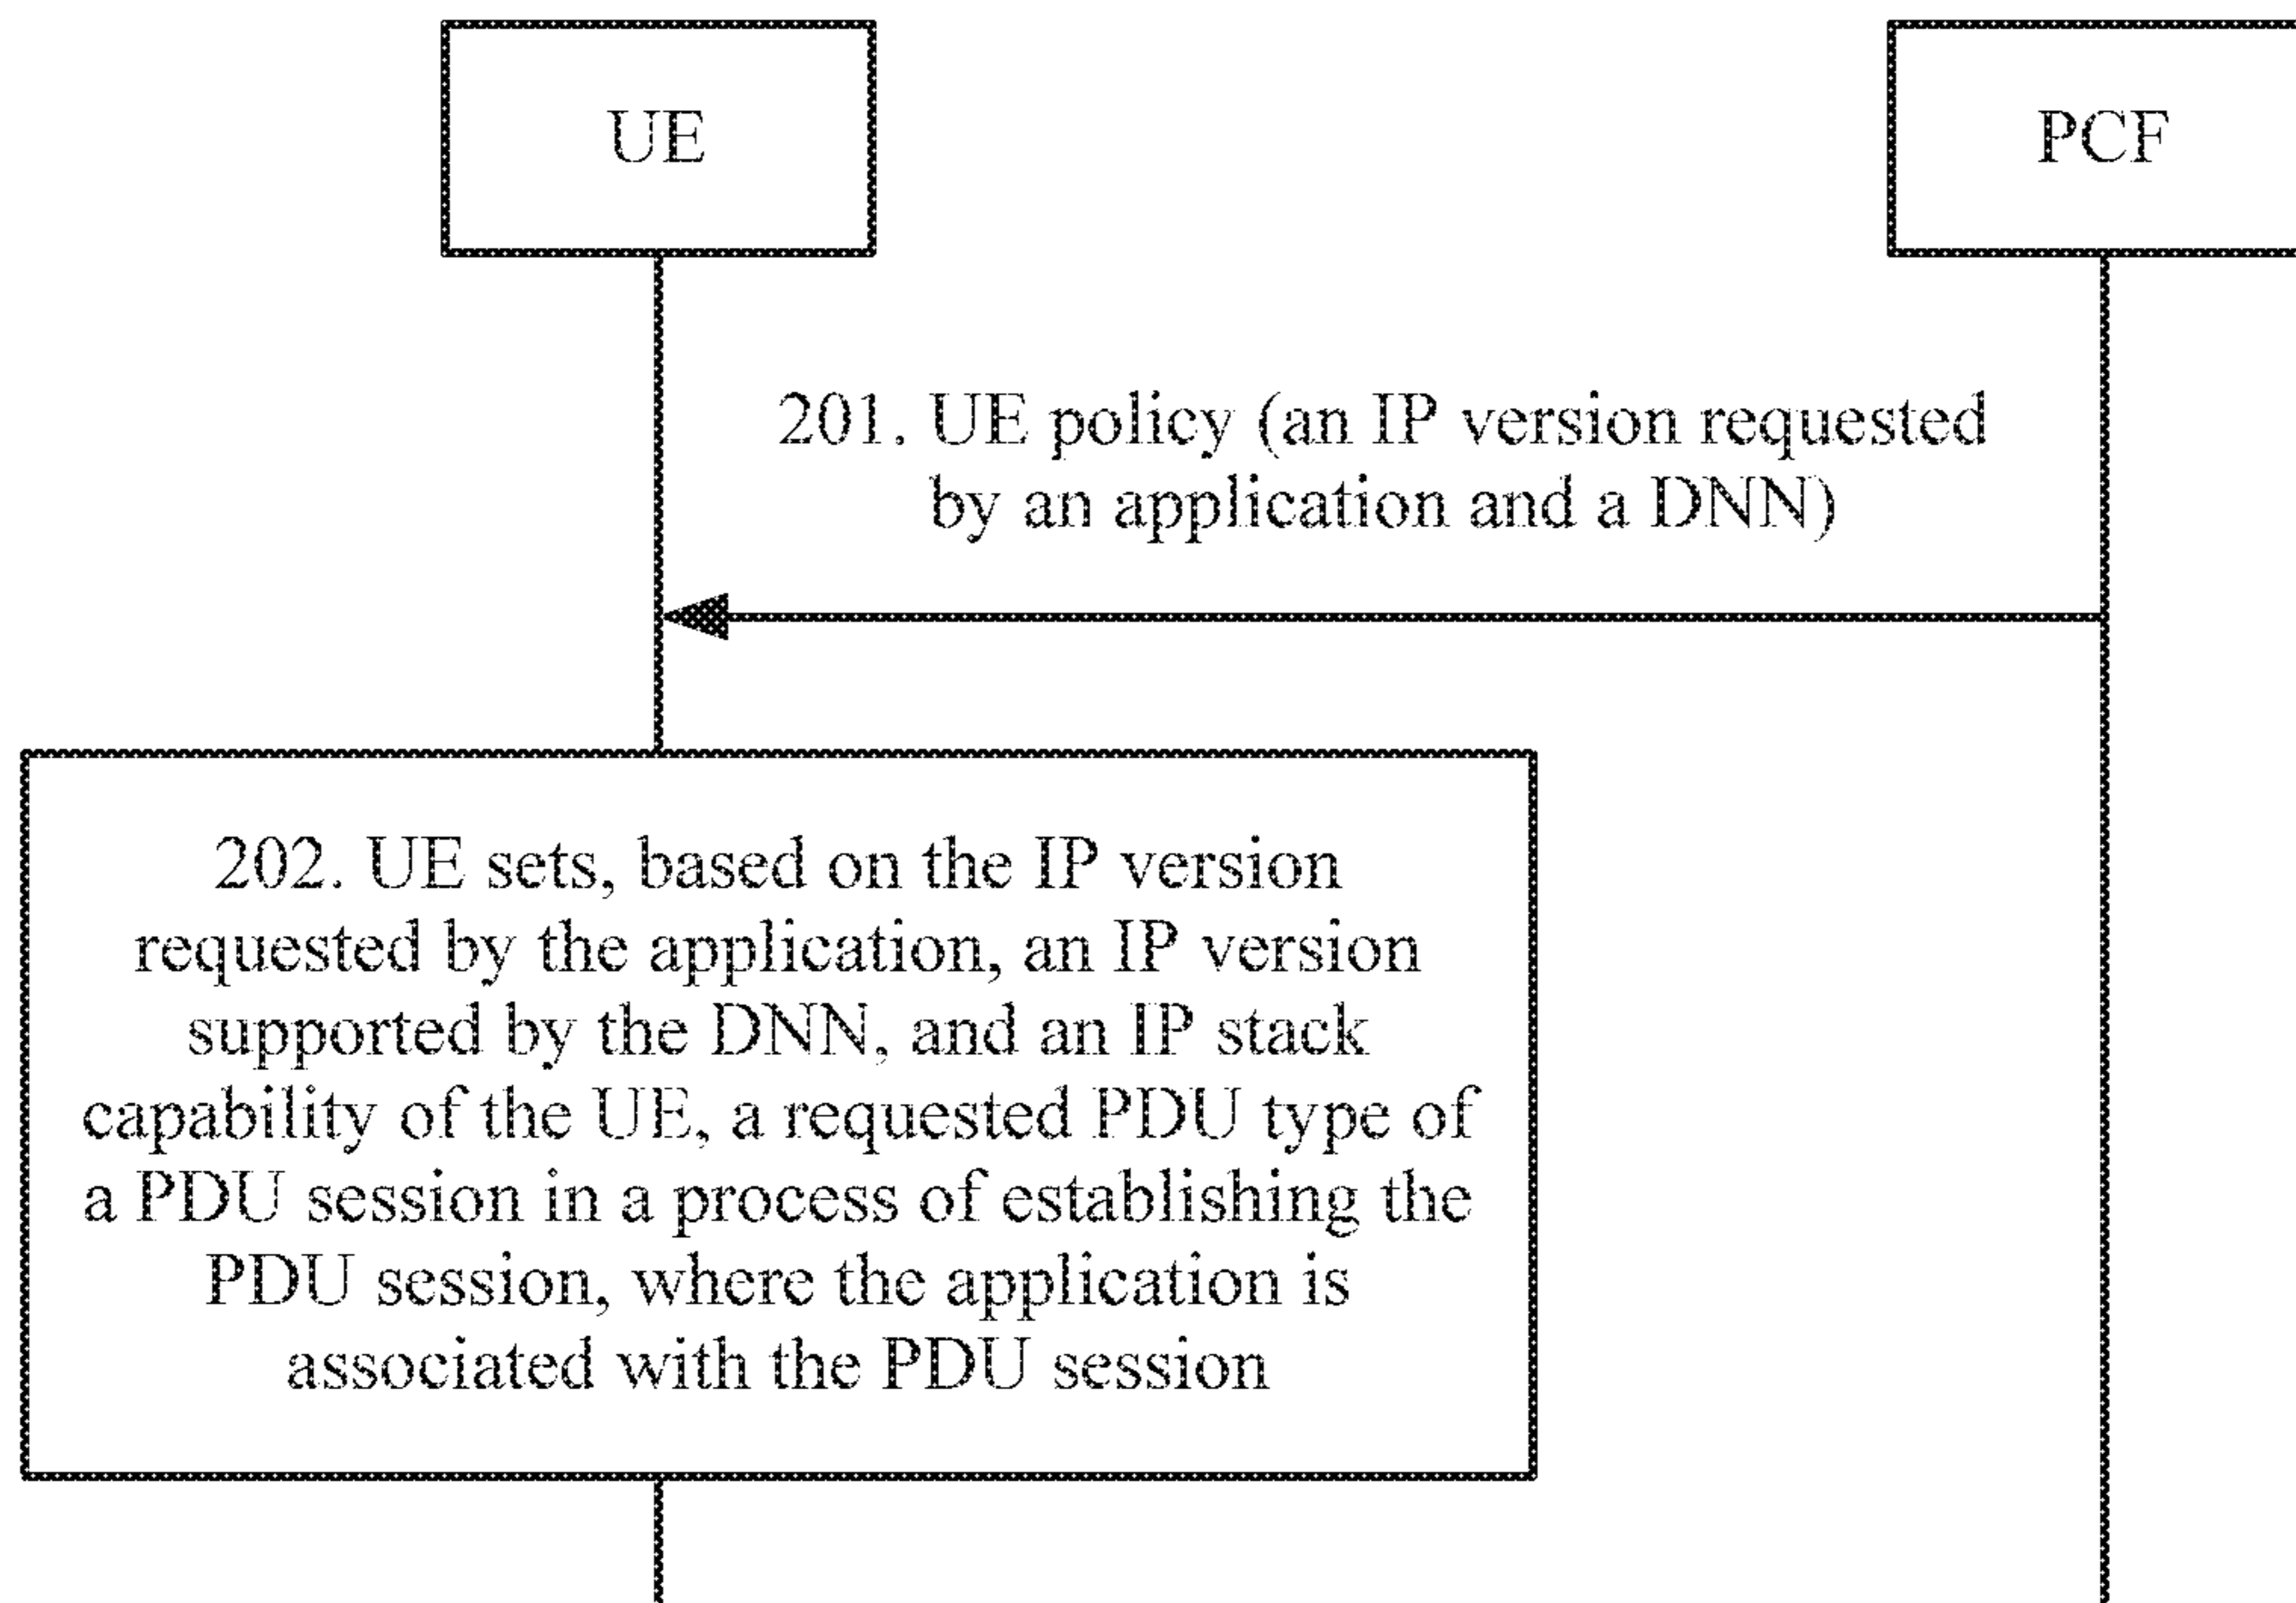 UE
PCF
201. UE policy (an IP version requested
by an application and a DNN)
202. UE sets, based on the IP version
requested by the application, an IP version
supported by the DNN, and an IP stack
capability of the UE, a requested PDU type of
a PDU session in a process of establishing the
PDU session, where the application is
associated with the PDU session